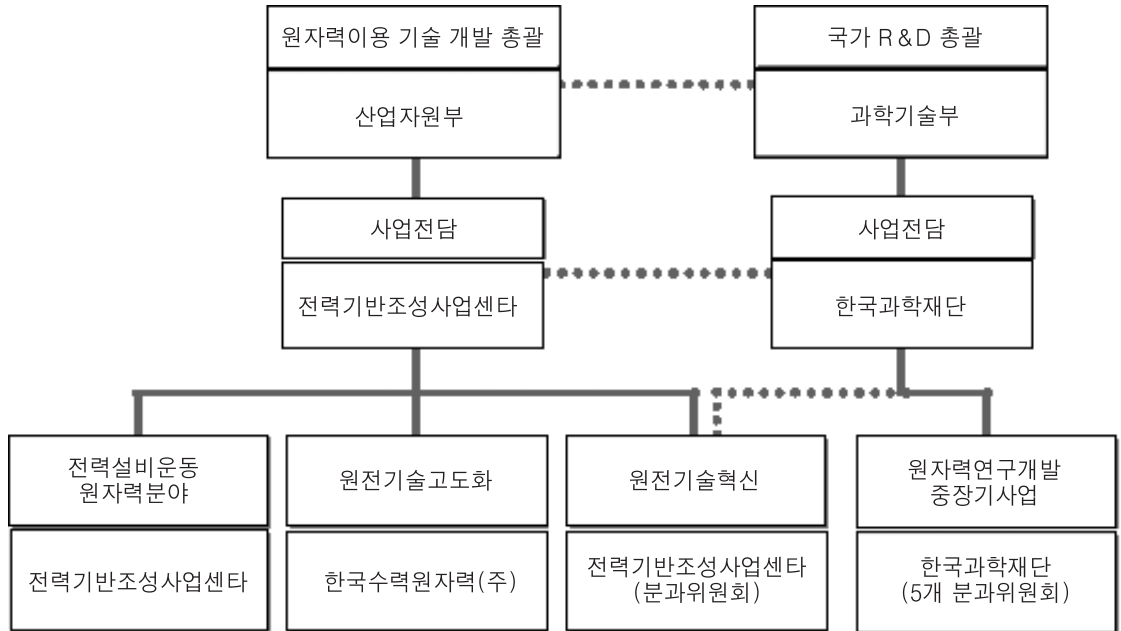 원자력이용 기술 개발 총괄
국가 R&D 총괄
산업자원부
과학기술부
사업전담
사업전담
전력기반조성사업센타
한국과학재단
전력설비운동
원자력분야
원전기술고도화
원전기술혁신
원자력연구개발
중장기사업
전력기반조성사업센타
한국수력원자력(주)
전력기반조성사업센타
(분과위원회)
한국과학재단
(5개 분과위원회)